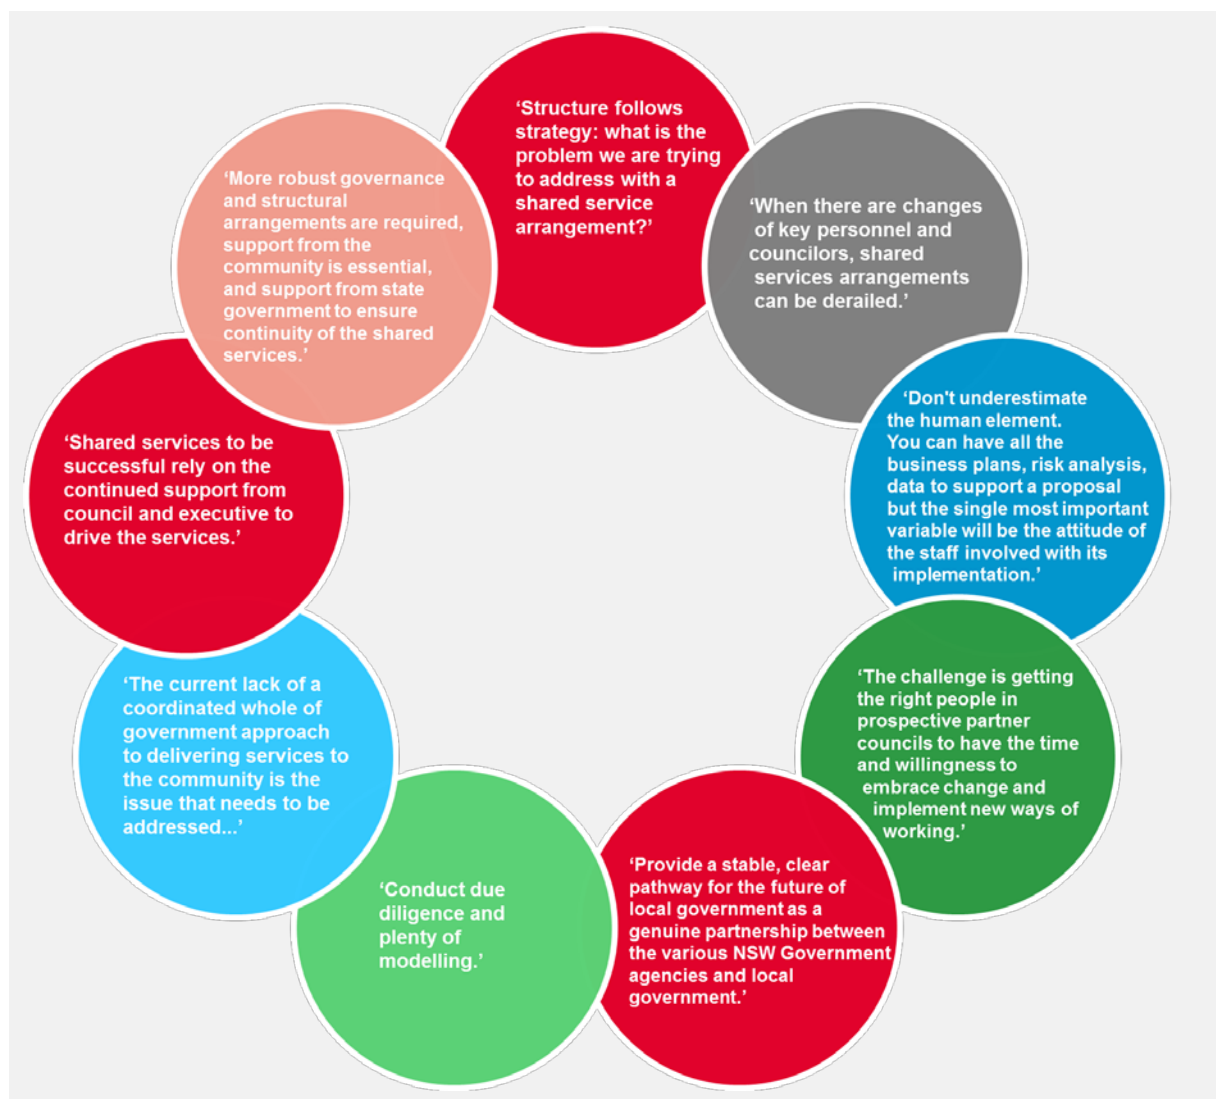 ‘Structure follows
strategy: what is the
problem we are trying
to address with a
shared service
arrangement?’
‘When there are changes
of key personnel and
councilors, shared
services arrangements
can be derailed.’
‘Don't underestimate
the human element.
You can have all the
business plans, risk analysis,
data to support a proposal
but the single most important
variable will be the attitude of
the staff involved with its
implementation.’
‘The challenge is getting
the right people in
prospective partner
councils to have the time
and willingness to
embrace change and
implement new ways of
working.’
‘Provide a stable, clear
pathway for the future of
local government as a
genuine partnership between
the various NSW Government
agencies and local
government.’
‘Conduct due
diligence and
plenty of
modelling.’
‘The current lack of a
coordinated whole of
government approach
to delivering services to
the community is the
issue that needs to be
addressed...’
‘Shared services to be
successful rely on the
continued support from
council and executive to
drive the services.’
‘More robust governance
and structural
arrangements are required,
support from the
community is essential,
and support from state
government to ensure
continuity of the shared
services.’